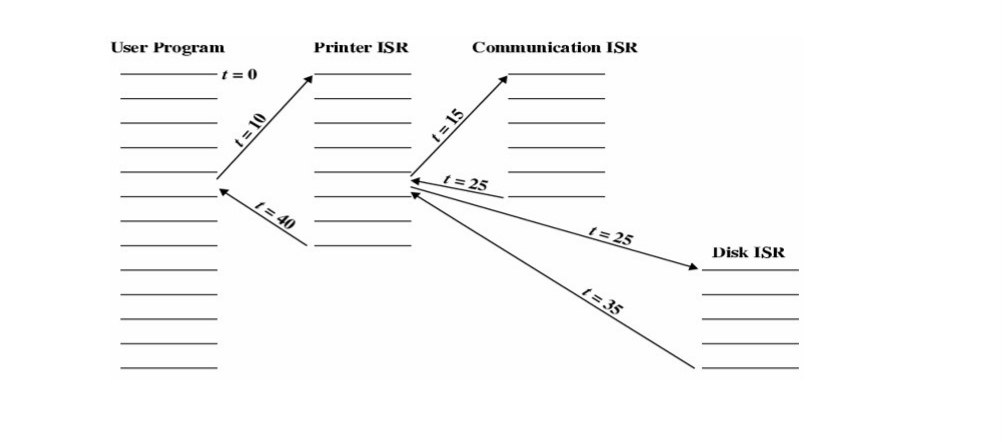 User Program
Printer ISR
Communication ISR
t = 0
t = 10
t = 15
t = 25
t = 40
t = 25
Disk ISR
t = 35